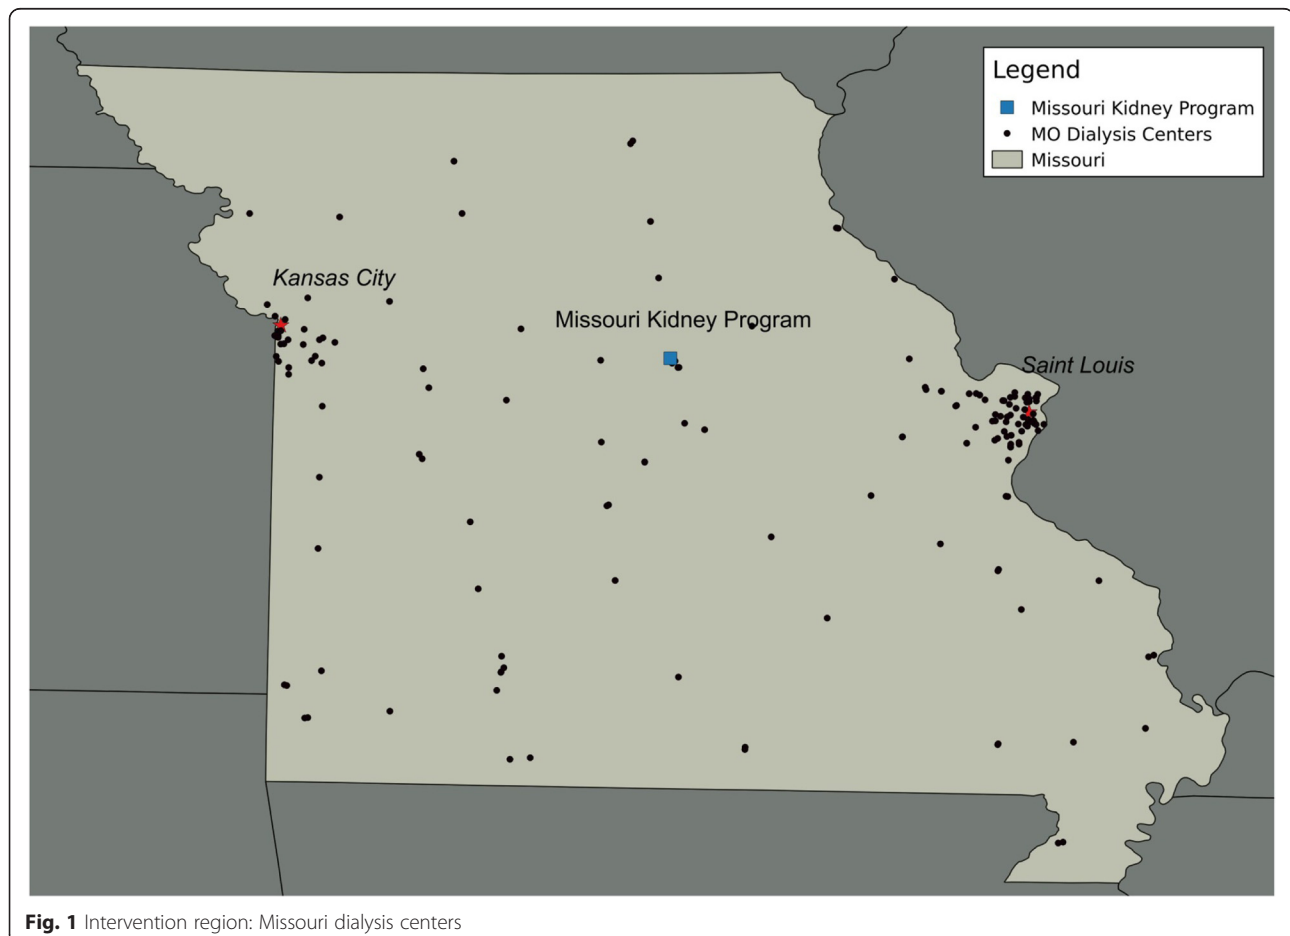 Legend
Missouri Kidney Program
MO Dialysis Centers
Missouri
Kansas City
Missouri Kidney Program
Saint Louis
Fig. 1 Intervention region: Missouri dialysis centers